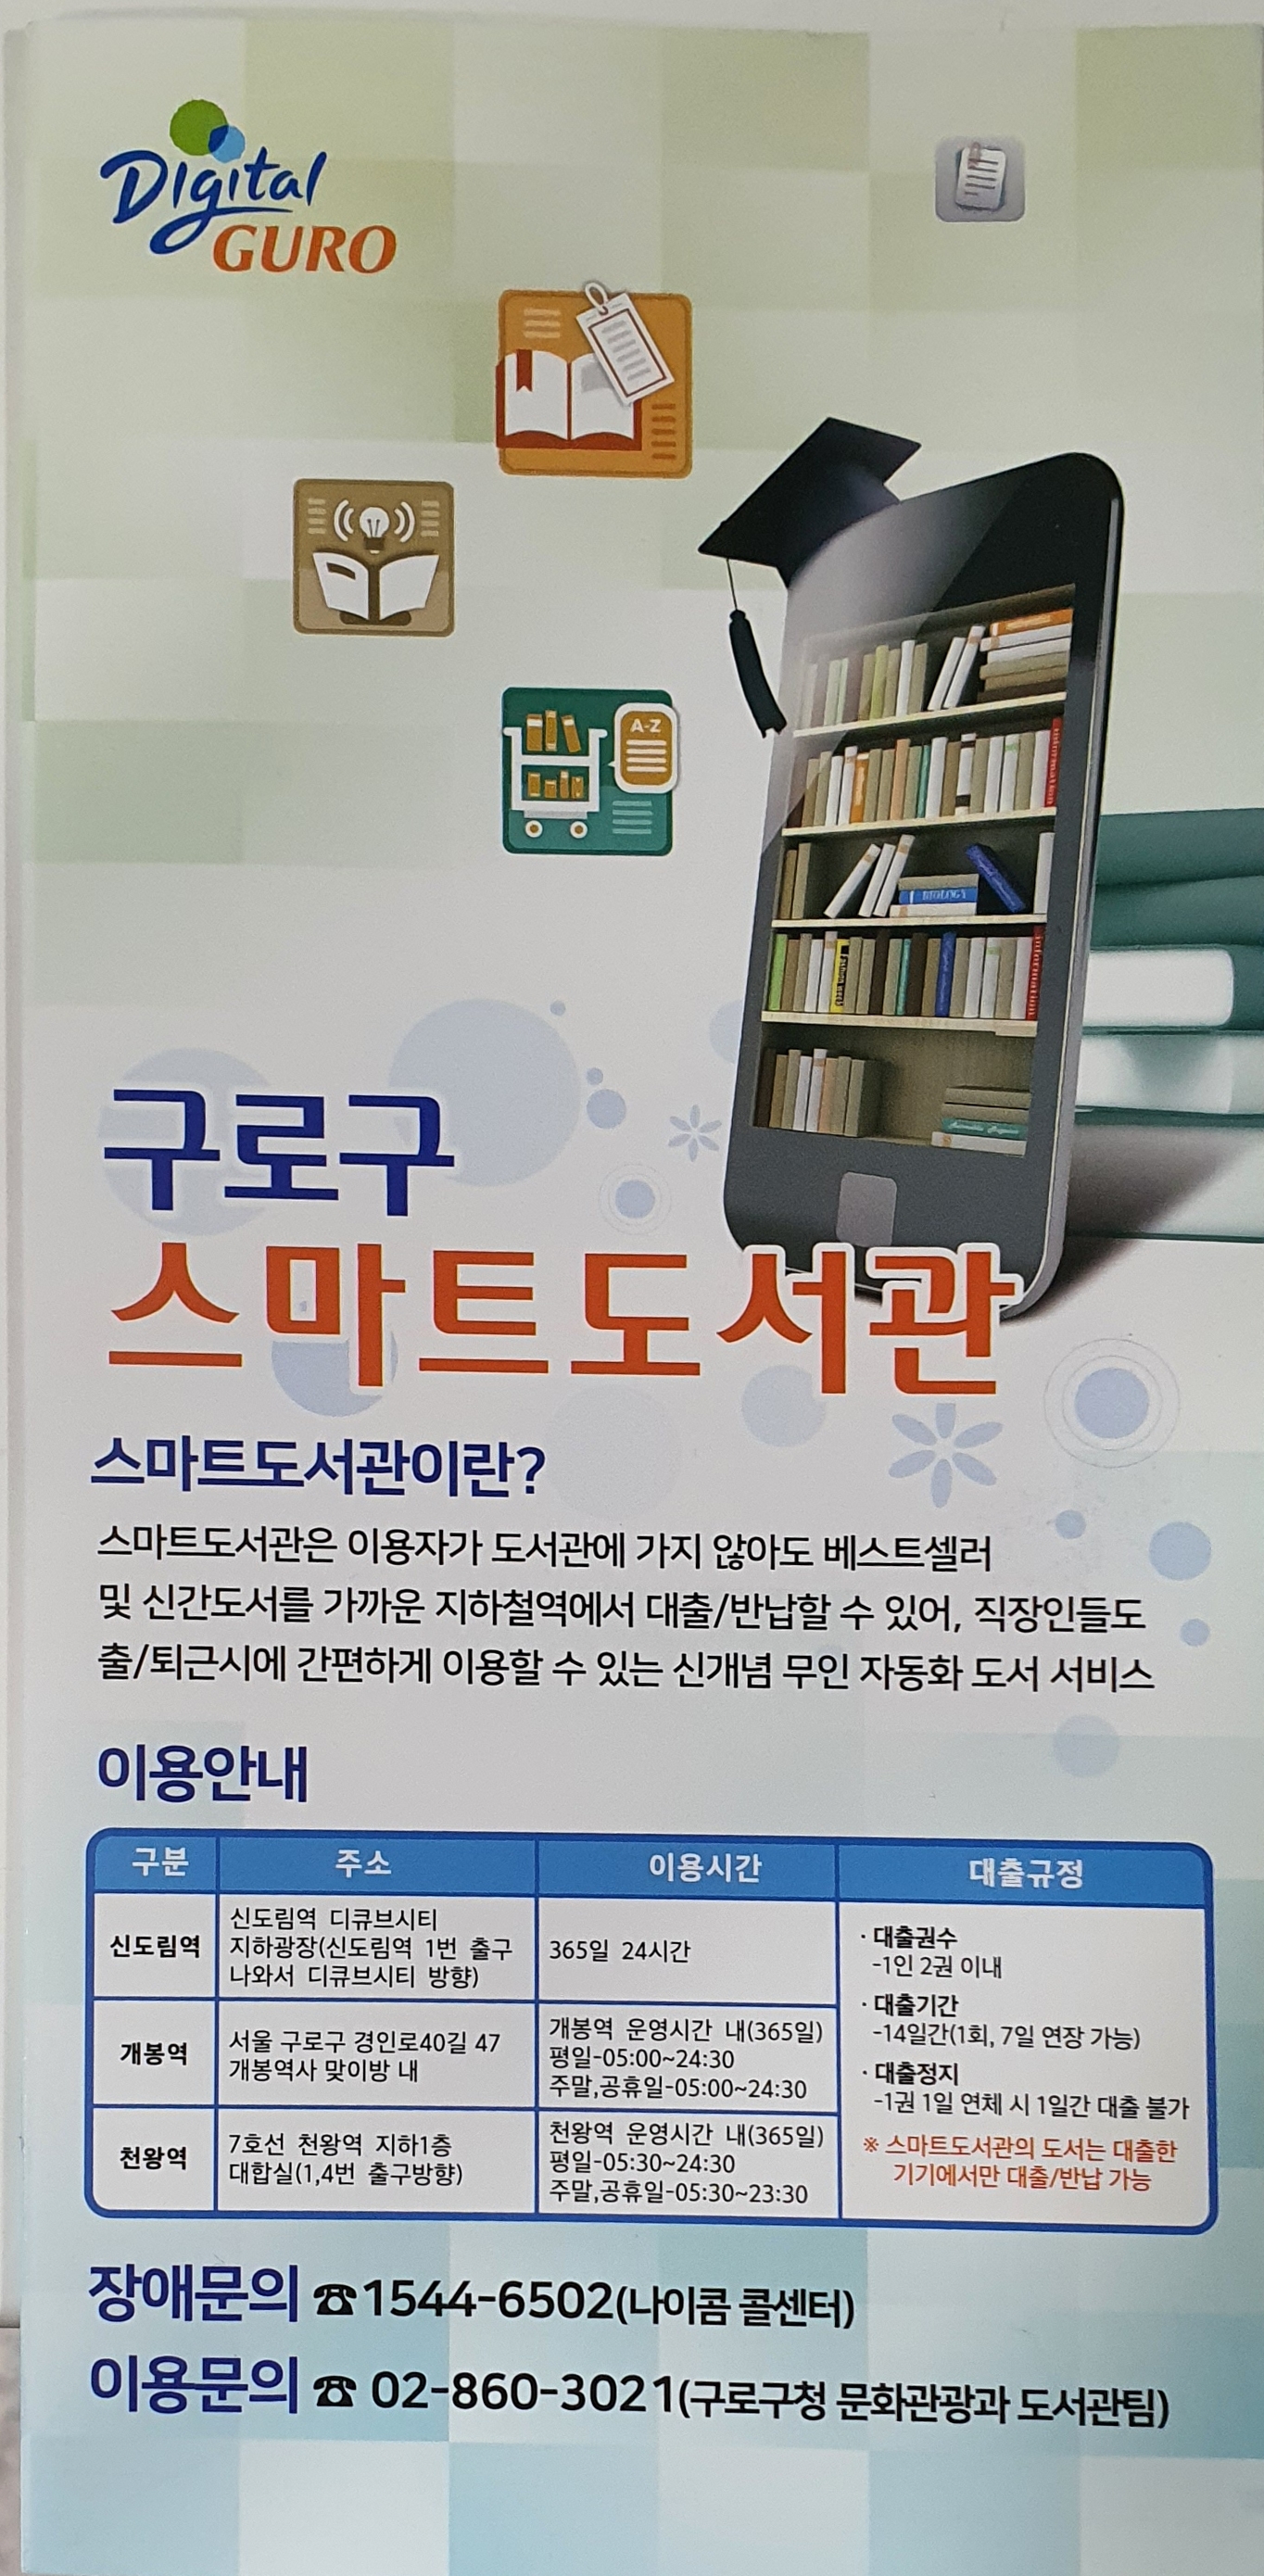 Digital
GURO
A-Z
BIOLOGY
information
구로구
스마트도서관
스마트도서관이란?
스마트도서관은 이용자가 도서관에 가지 않아도 베스트셀러
및 신간도서를 가까운 지하철역에서 대출/반납할 수 있어, 직장인들도
출/퇴근시에 간편하게 이용할 수 있는 신개념 무인 자동화 도서 서비스
이용안내
구분 주소 이용시간 대출규정
신도림역
신도림역 디큐브시티
지하광장(신도림역 1번 출구
나와서 디큐브시티 방향)
365일 24시간
개봉역
서울 구로구 경인로40길 47
개봉역사 맞이방 내
개봉역 운영시간 내(365일)
평일-05:00~24:30
주말,공휴일-05:00~24:30
천왕역
7호선 천왕역 지하1층
대합실(1,4번 출구방향)
천왕역 운영시간 내(365일)
평일-05:30~24:30
주말,공휴일-05:30~23:30
· 대출권수
-1인 2권 이내
· 대출기간
-14일간(1회, 7일 연장 가능)
· 대출정지
-1권 1일 연체 시 1일간 대출 불가
※ 스마트도서관의 도서는 대출한
기기에서만 대출/반납 가능
장애문의 ☎1544-6502(나이콤 콜센터)
이용문의 ☎ 02-860-3021(구로구청 문화관광과 도서관팀)